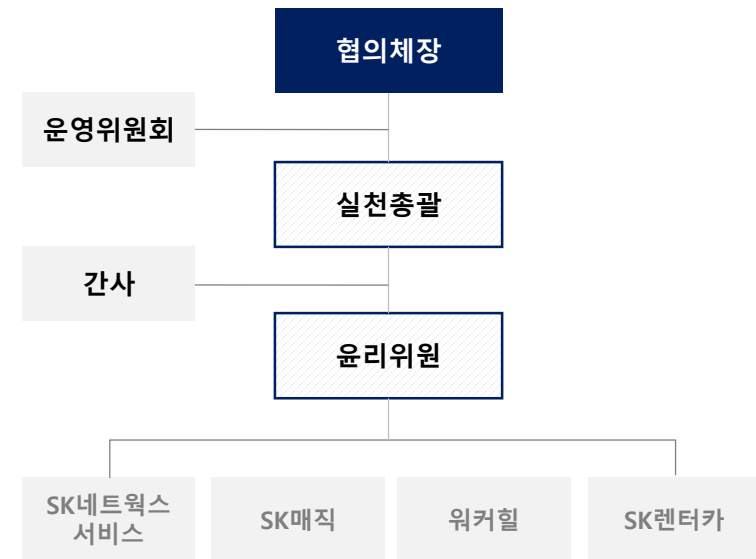 협의체장
운영위원회
실천총괄
간사
윤리위원
SK네트웍스
서비스
SK매직
워커힐
SK렌터카